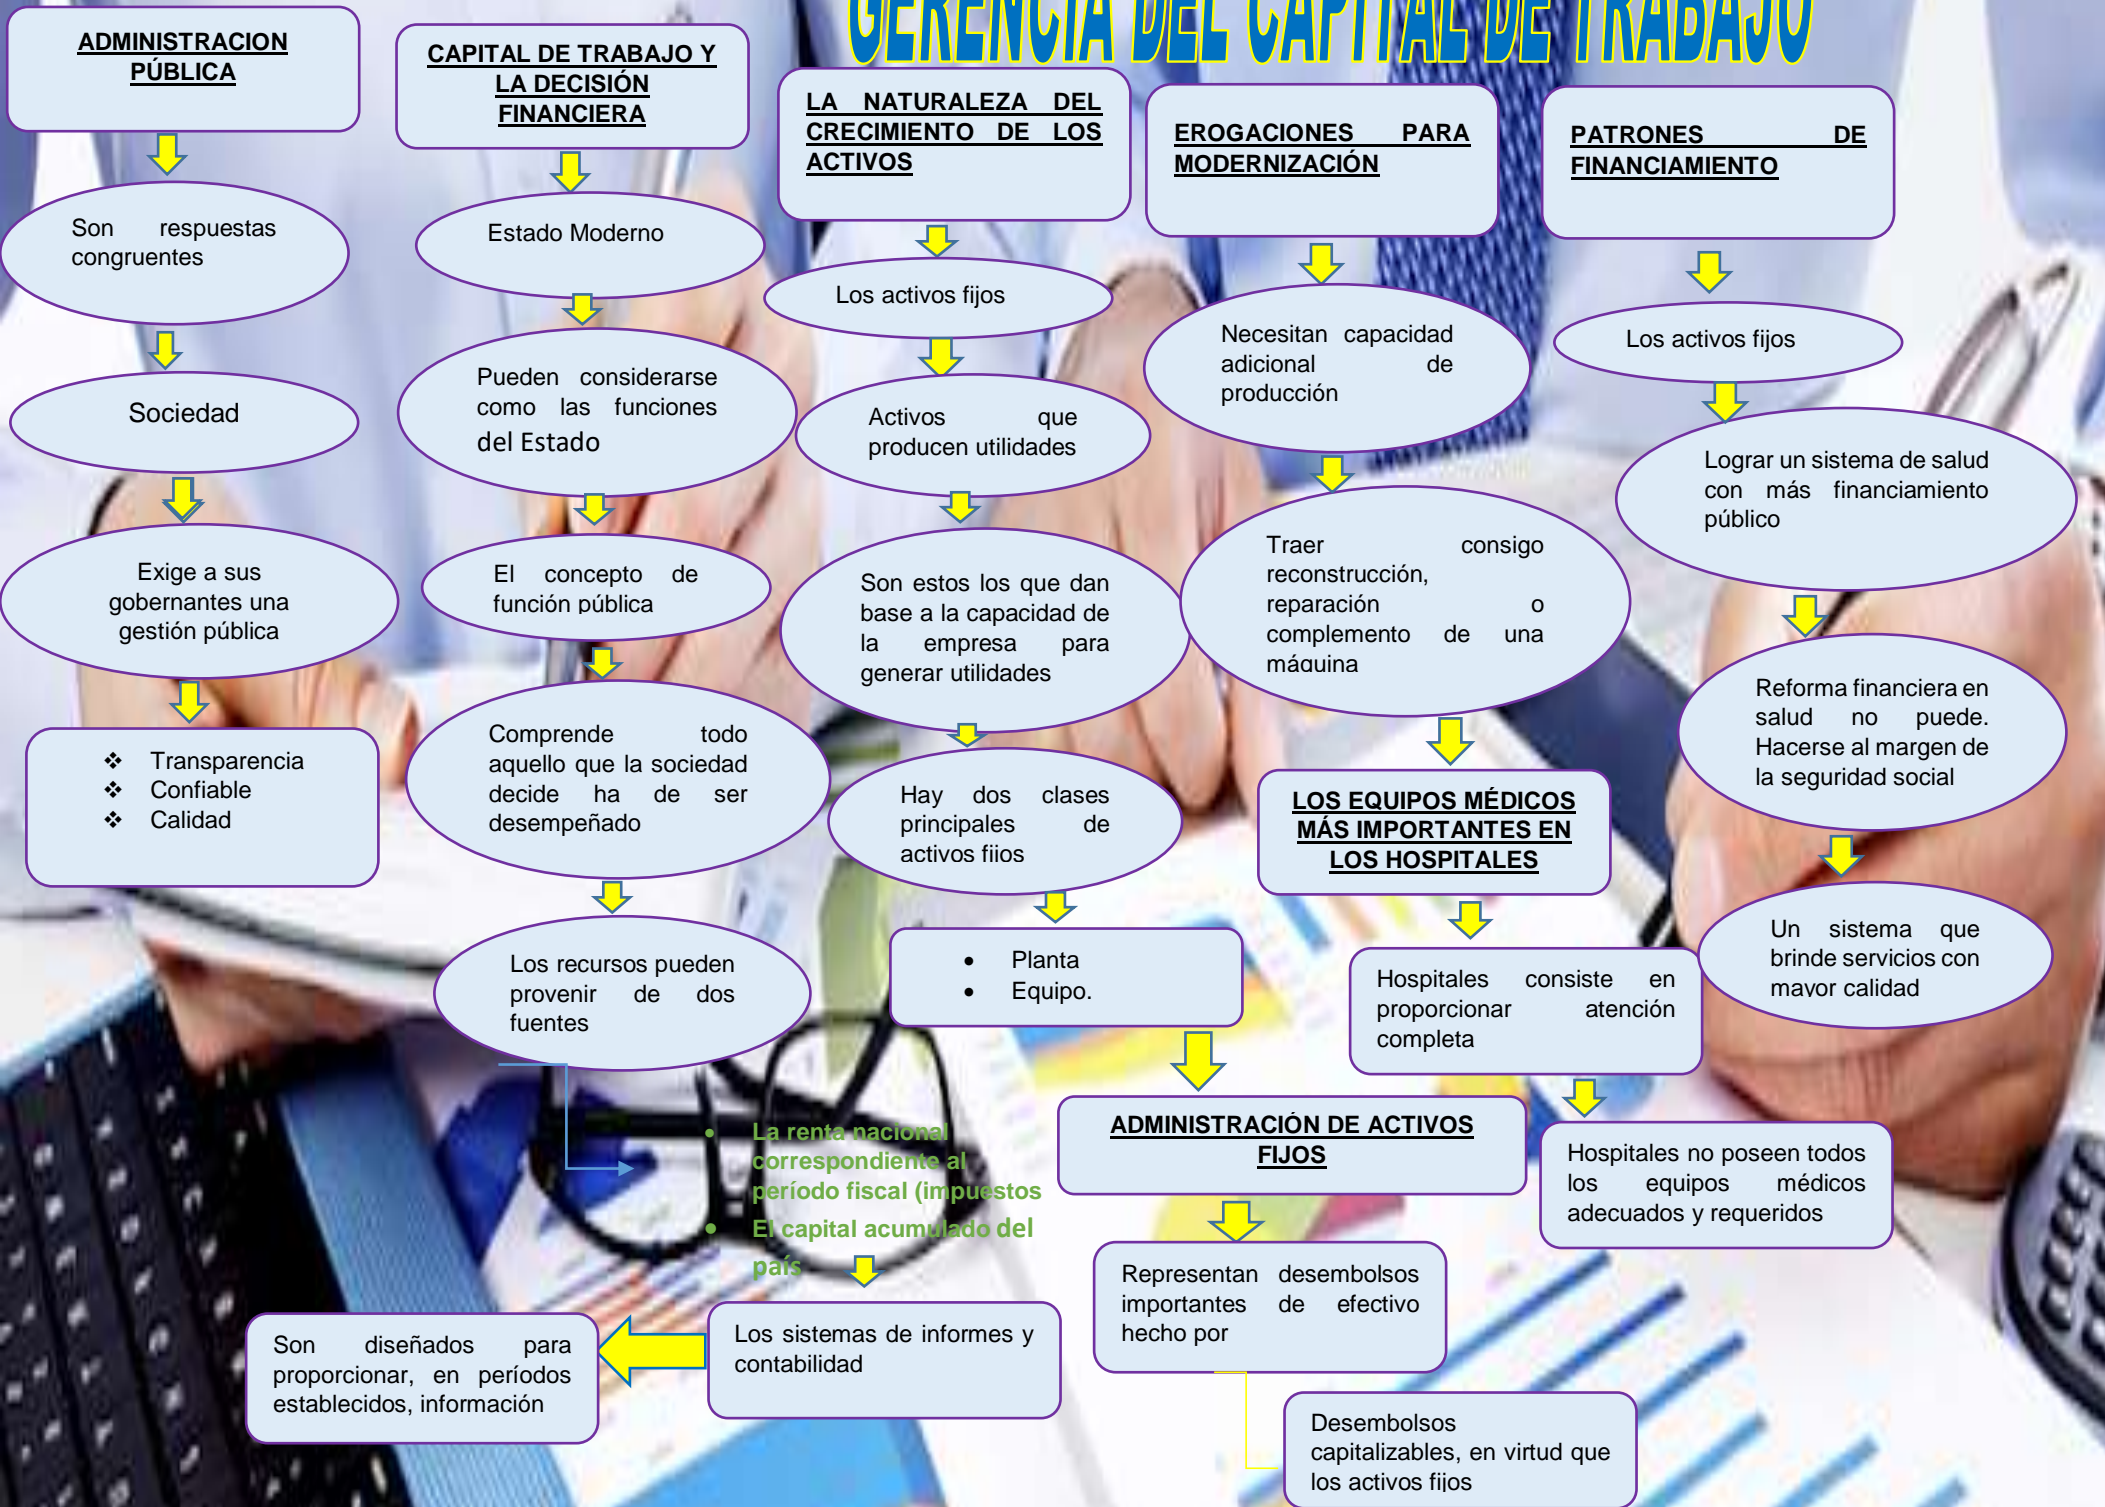 GERENCIA DEL CAPITAL DE TRABAJO
ADMINISTRACION
PÚBLICA
Son respuestas
congruentes
Sociedad
Exige a sus
gobernantes una
gestión pública
❖ Transparencia
❖ Confiable
❖ Calidad
CAPITAL DE TRABAJO Y
LA DECISIÓN
FINANCIERA
Estado Moderno
Pueden considerarse
como las funciones
del Estado
El concepto de
función pública
Comprende todo
aquello que la sociedad
decide ha de ser
desempeñado
Los recursos pueden
provenir de dos
fuentes
• La renta nacional
correspondiente al
período fiscal (impuestos
• El capital acumulado del
país
Los sistemas de informes y
contabilidad
Son diseñados para
proporcionar, en períodos
establecidos, información
LA NATURALEZA DEL
CRECIMIENTO DE LOS
ACTIVOS
Los activos fijos
Activos que
producen utilidades
Son estos los que dan
base a la capacidad de
la empresa para
generar utilidades
Hay dos clases
principales de
activos fijos
• Planta
• Equipo.
ADMINISTRACIÓN DE ACTIVOS
FIJOS
Representan desembolsos
importantes de efectivo
hecho por
Desembolsos
capitalizables, en virtud que
los activos fijos
EROGACIONES PARA
MODERNIZACIÓN
Necesitan capacidad
adicional de
producción
Traer consigo
reconstrucción,
reparación o
complemento de una
máquina
LOS EQUIPOS MÉDICOS
MÁS IMPORTANTES EN
LOS HOSPITALES
Hospitales consiste en
proporcionar atención
completa
Hospitales no poseen todos
los equipos médicos
adecuados y requeridos
PATRONES DE
FINANCIAMIENTO
Los activos fijos
Lograr un sistema de salud
con más financiamiento
público
Reforma financiera en
salud no puede.
Hacerse al margen de
la seguridad social
Un sistema que
brinde servicios con
mayor calidad